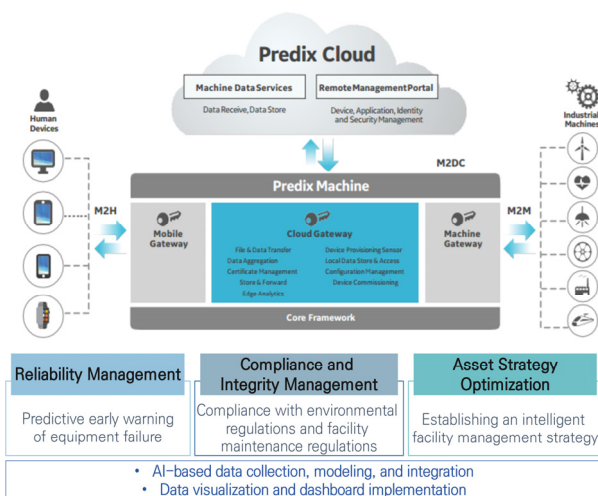 Predix Cloud
Machine Data Services
Remote Management Portal
Data Receive, Data Store
Device, Application, Identity
and Security Management
Human
Devices
Industrial
Machines
M2DC
Predix Machine
M2H
Mobile
Gateway
Cloud Gateway
File & Data Transfer
Data Aggregation
Certificate Management
Store & Forward
Edge Analytics
Device Provisioning Sensor
Local Data Store & Access
Configuration Management
Device Commissioning
Machine
Gateway
M2M
Core Framework
Reliability Management
Predictive early warning
of equipment failure
Compliance and
Integrity Management
Compliance with environmental
regulations and facility
maintenance regulations
Asset Strategy
Optimization
Establishing an intelligent
facility management strategy
• AI-based data collection, modeling, and integration
• Data visualization and dashboard implementation